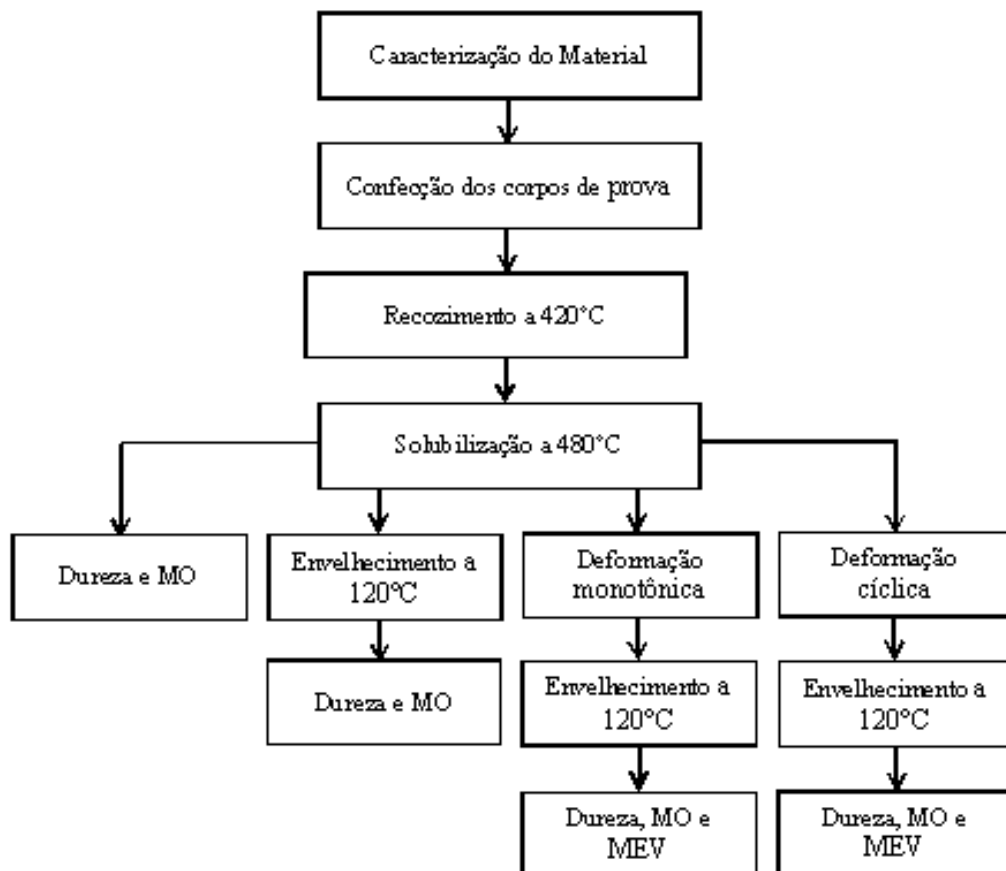 Caracterização do Material
Confecção dos corpos de prova
Recozimento a 420°C
Solubilização a 480°C
Dureza e MO
Envelhecimento a
120°C
Deformação
monotônica
Deformação
cíclica
Dureza e MO
Envelhecimento a
120°C
Envelhecimento a
120°C
Dureza, MO e
MEV
Dureza, MO e
MEV